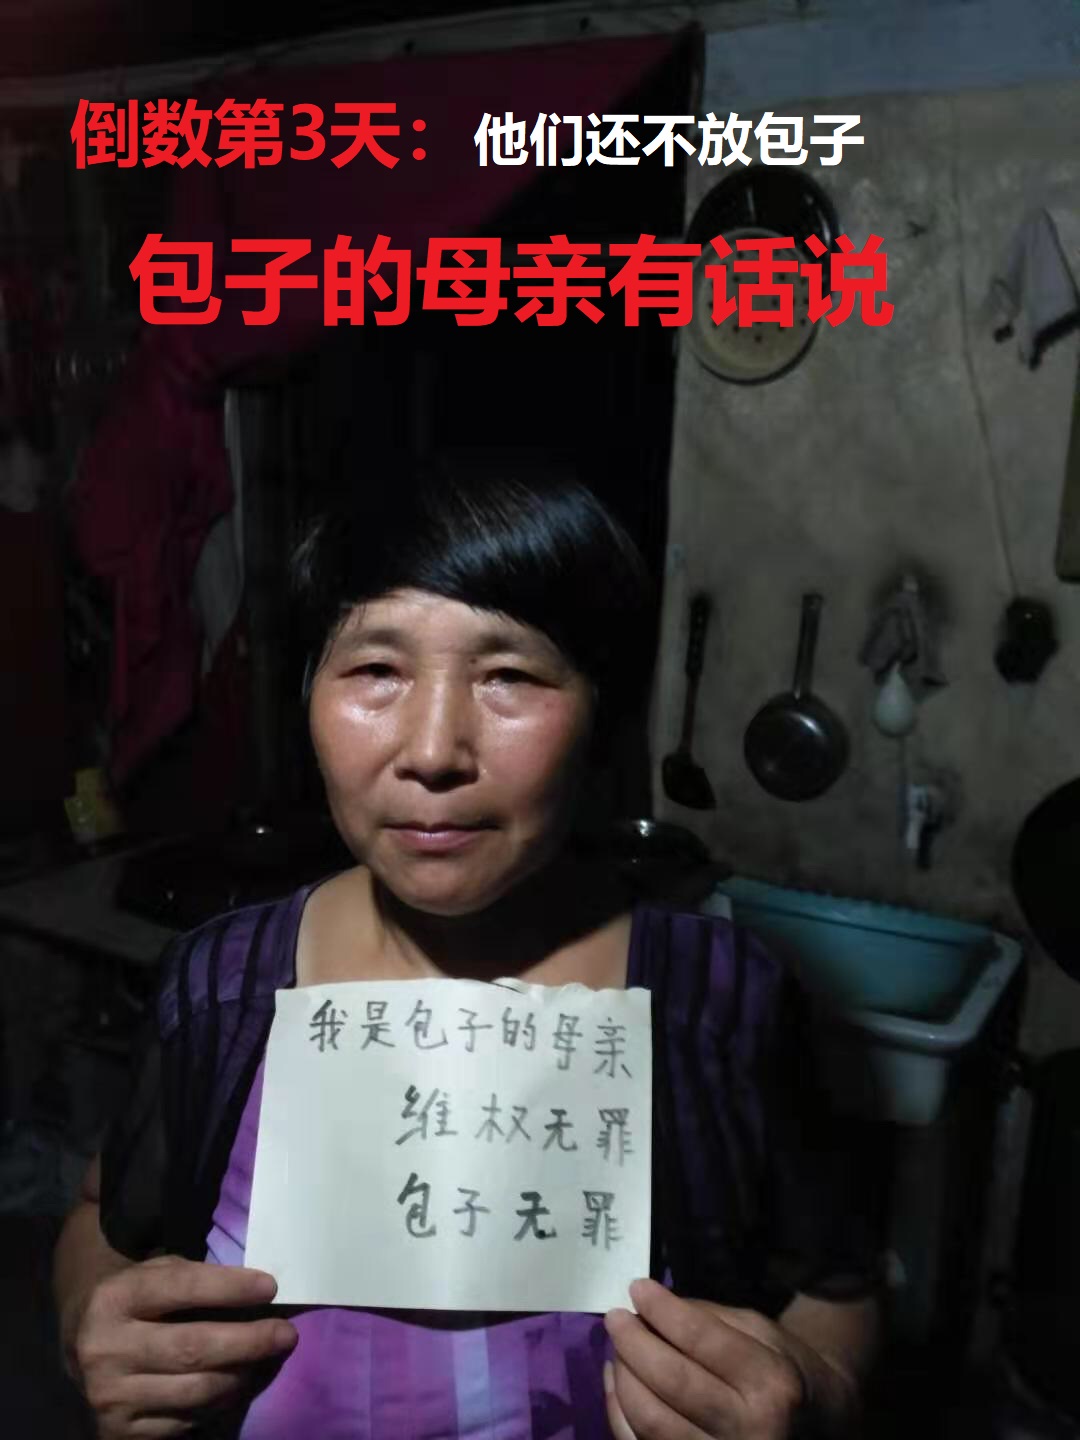 倒数第3天：他们还不放包子
包子的母亲有话说
我是包子的母亲
维权无罪
包子无罪